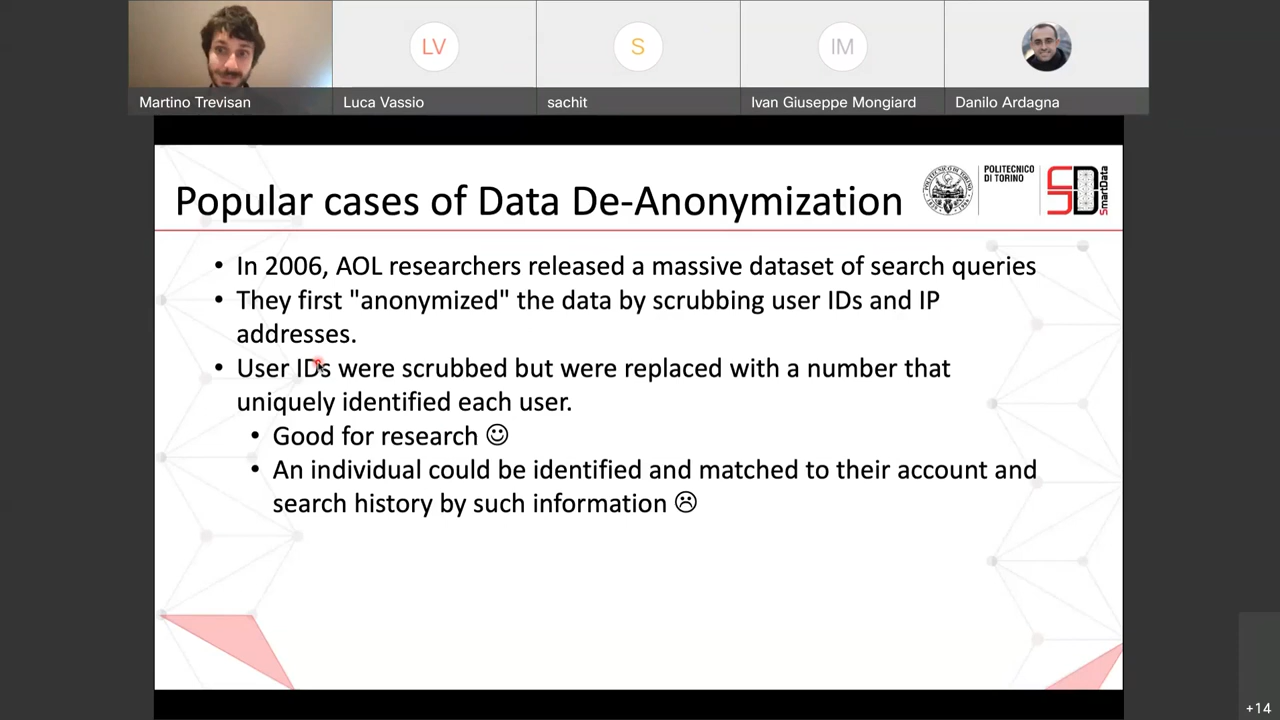 LV
S
IM
Martino Trevisan
Luca Vassio
sachit
Ivan Giuseppe Mongiard
Danilo Ardagna
Popular cases of Data De-Anonymization
POLITECNICO
DI TORINO
SmartData
• In 2006, AOL researchers released a massive dataset of search queries
• They first "anonymized" the data by scrubbing user IDs and IP
addresses.
• User IDs were scrubbed but were replaced with a number that
uniquely identified each user.
• Good for research ☺
• An individual could be identified and matched to their account and
search history by such information ☹
+14